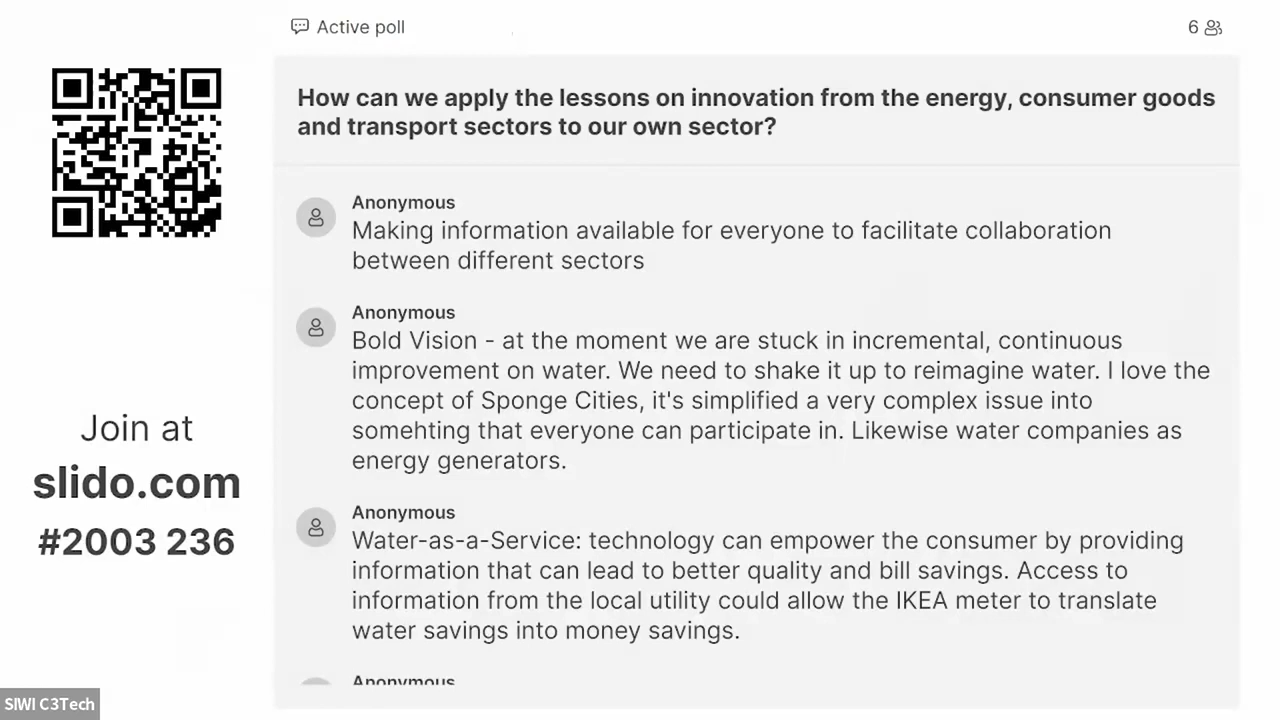 Active poll
6
How can we apply the lessons on innovation from the energy, consumer goods
and transport sectors to our own sector?
Anonymous
Making information available for everyone to facilitate collaboration
between different sectors
Anonymous
Bold Vision - at the moment we are stuck in incremental, continuous
improvement on water. We need to shake it up to reimagine water. I love the
concept of Sponge Cities, it's simplified a very complex issue into
somehting that everyone can participate in. Likewise water companies as
energy generators.
Anonymous
Water-as-a-Service: technology can empower the consumer by providing
information that can lead to better quality and bill savings. Access to
information from the local utility could allow the IKEA meter to translate
water savings into money savings.
Anonymous
Join at
slido.com
#2003 236
SIWI C3Tech